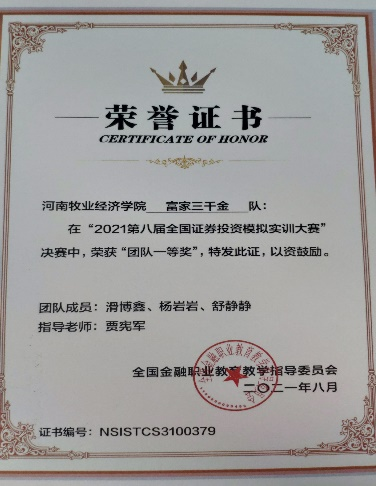 荣誉证书
CERTIFICATE OF HONOR
河南牧业经济学院 富家三千金 队：
在“2021第八届全国证券投资模拟实训大赛”
决赛中，荣获“团队一等奖”，特发此证，以资鼓励。
团队成员：滑博鑫、杨岩岩、舒静静
指导老师：贾宪军
全国金融职业教育教学指导委员会
二〇二一年八月
证书编号：NSISTCS3100379